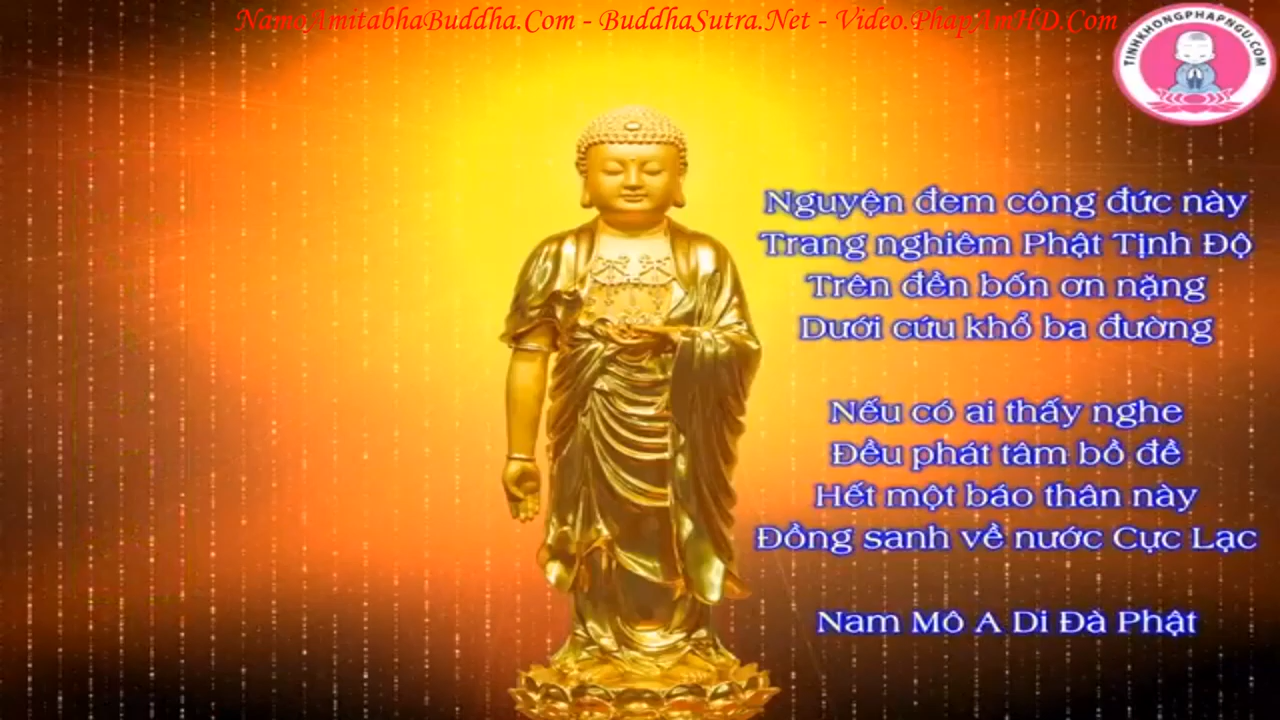 NamoAmitabhaBuddha.Com - BuddhaSutra.Net - Video.PhapAmHD.Com
TINHKHONGPHAPNGU.COM
Nguyện đem công đức này
Trang nghiêm Phật Tịnh Độ
Trên đền bốn ơn nặng
Dưới cứu khổ ba đường
Nếu có ai thấy nghe
Đều phát tâm bồ đề
Hết một báo thân này
Đồng sanh về nước Cực Lạc
Nam Mô A Di Đà Phật